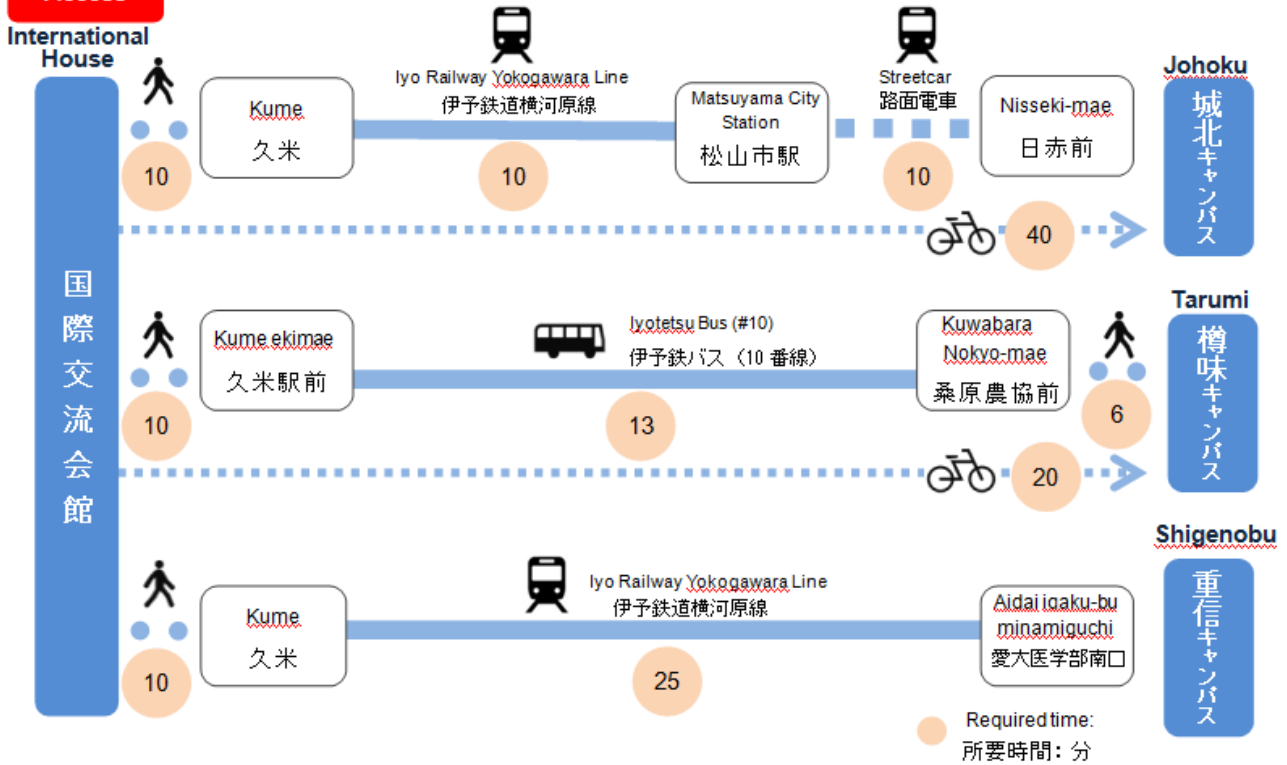 International
House
国際交流会館
10
Kume
久米
Iyo Railway Yokogawara Line
伊予鉄道横河原線
10
Matsuyama City
Station
松山市駅
Streetcar
路面電車
10
Nisseki-mae
日赤前
Johoku
城北キャンパス
40
10
Kume ekimae
久米駅前
Iyotetsu Bus (#10)
伊予鉄バス（10 番線）
13
Kuwabara
Nokyo-mae
桑原農協前
6
Tarumi
樽味キャンパス
20
10
Kume
久米
Iyo Railway Yokogawara Line
伊予鉄道横河原線
25
Aidai igaku-bu
minamiguchi
愛大医学部南口
Shigenobu
重信キャンパス
Required time:
所要時間：分